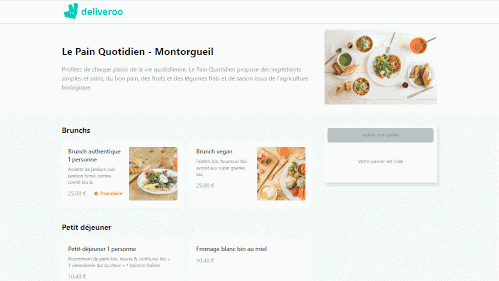 deliveroo
Le Pain Quotidien - Montorgueil
Profitez de chaque plaisir de la vie quotidienne. Le Pain Quotidien propose des ingrédients
simples et sains, du bon pain, des fruits et des légumes frais et de saison issus de l'agriculture
biologique.
Brunchs
Brunch authentique
1 personne
Assiette de jambon cuit,
jambon fumé, terrine,
comté bio &
25.00 €
Populaire
Brunch vegan
Falafel bio, houmous bio,
avocat aux super graines
bio,
25.00 €
Valider mon panier
Votre panier est vide
Petit déjeuner
Petit-déjeuner 1 personne
Assortiment de pains bio, beurre & confitures bio +
1 viennoiserie bio au choix + 1 boisson chaude
10.40 €
Fromage blanc bio au miel
10.40 €